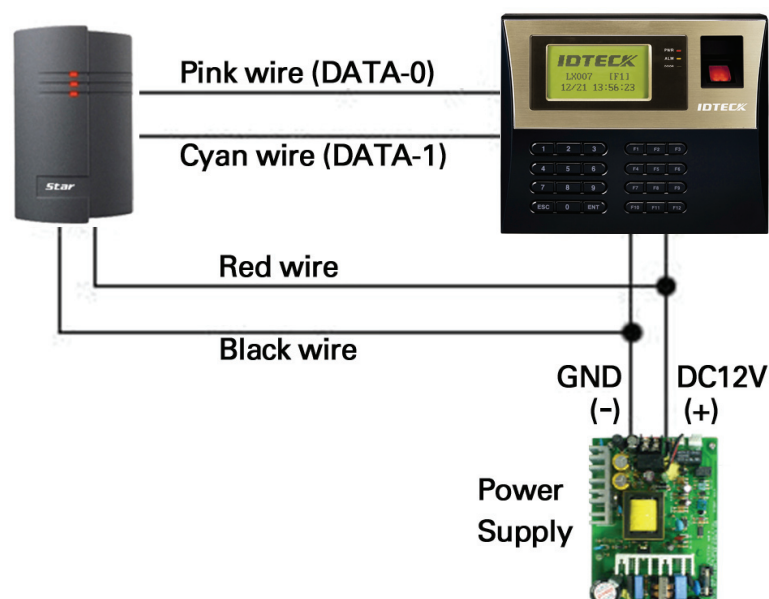 Pink wire (DATA-0)
Cyan wire (DATA-1)
Star
IDTECK
LX007 [F1]
12/21 13:56:23
PWR
ALM
IDTECK
1 2 3 F1 F2 F3
4 5 6 F4 F5 F6
7 8 9 F7 F8 F9
ESC 0 ENT F10 F11 F12
Red wire
Black wire
GND
(-)
DC12V
(+)
Power
Supply